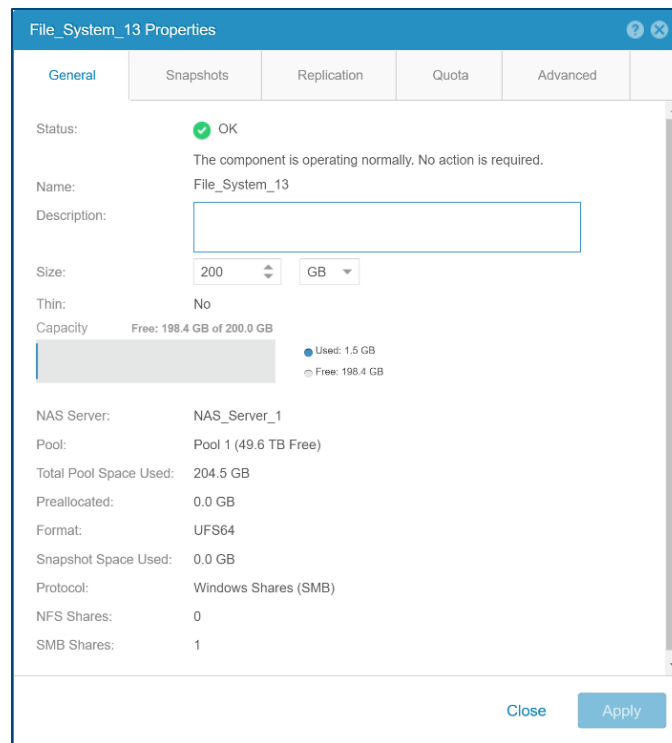 File_System_13 Properties
General Snapshots Replication Quota Advanced
Status: OK
The component is operating normally. No action is required.
Name: File_System_13
Description:
Size: 200 GB
Thin: No
Capacity Free: 198.4 GB of 200.0 GB
Used: 1.5 GB
Free: 198.4 GB
NAS Server: NAS_Server_1
Pool: Pool 1 (49.6 TB Free)
Total Pool Space Used: 204.5 GB
Preallocated: 0.0 GB
Format: UFS64
Snapshot Space Used: 0.0 GB
Protocol: Windows Shares (SMB)
NFS Shares: 0
SMB Shares: 1
Close Apply